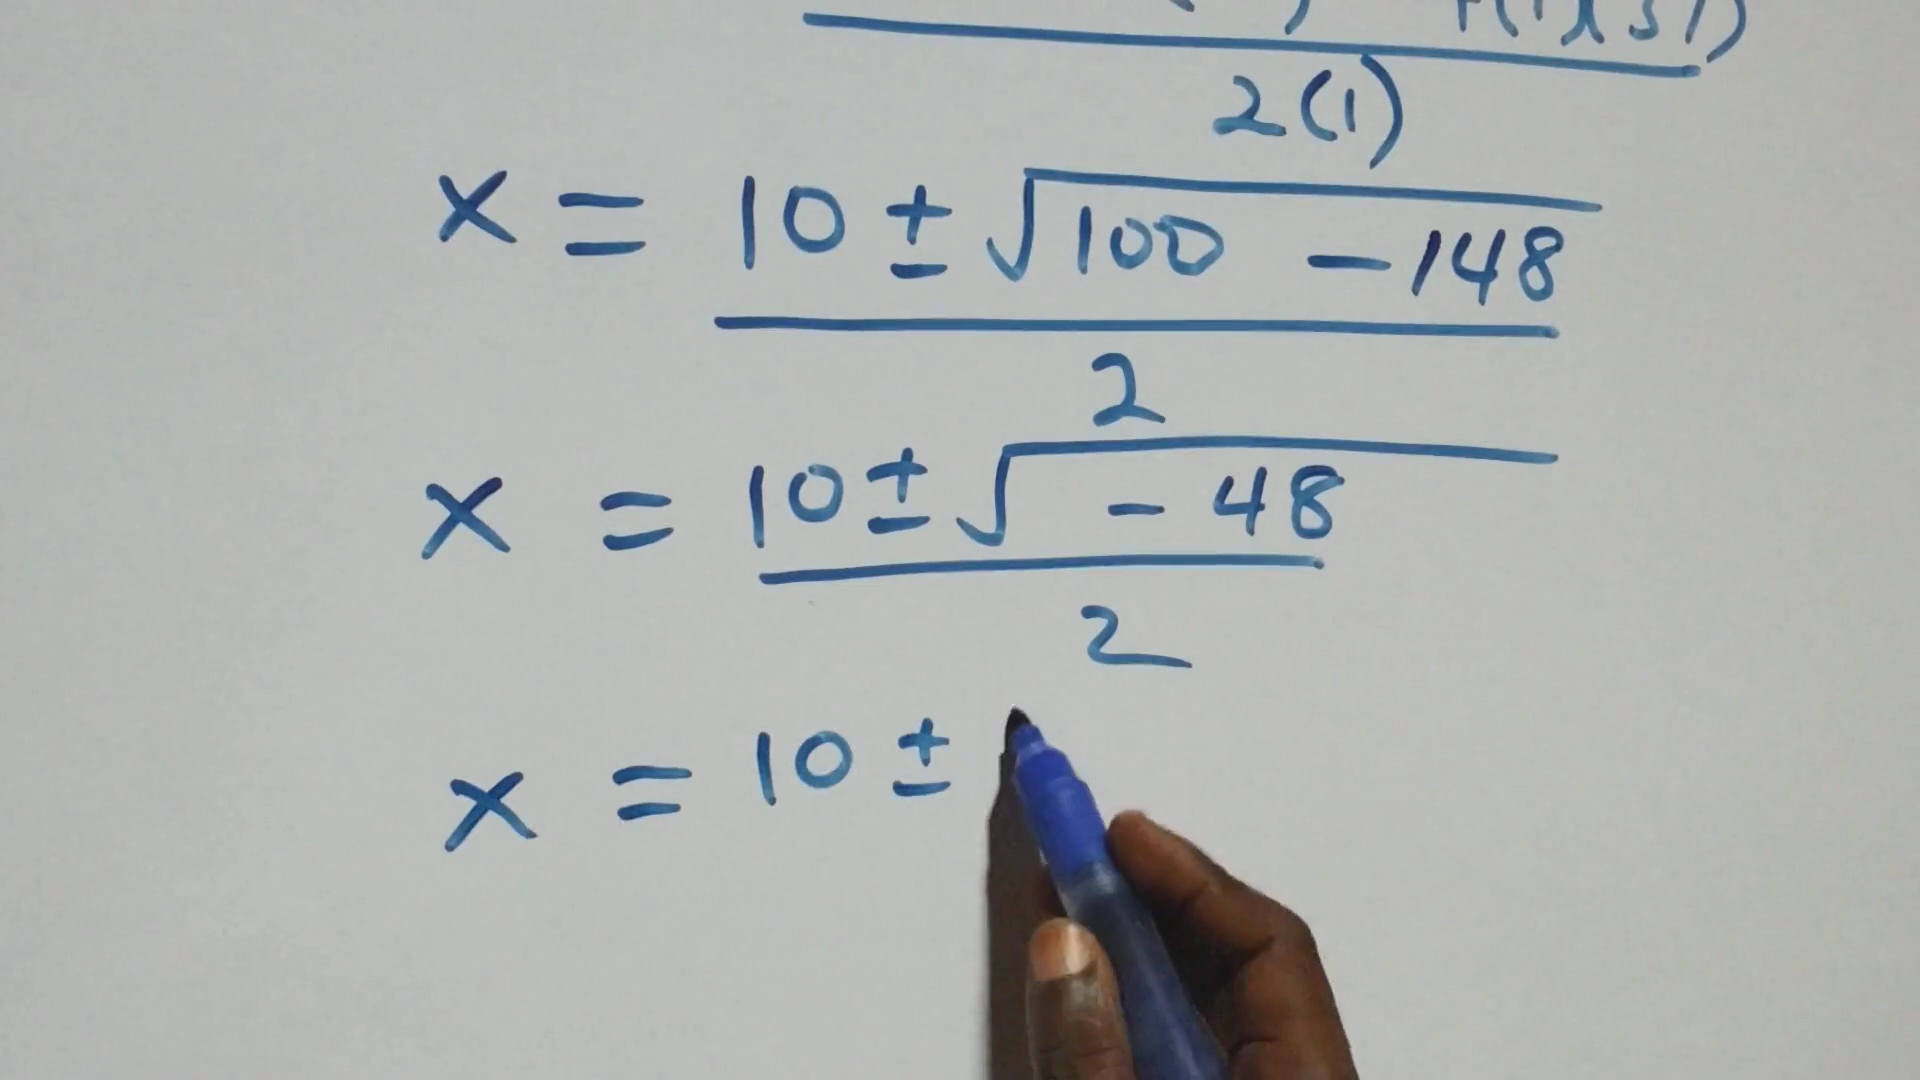 2(1)
x = 10 ± √100 - 148
2
x = 10 ± √ - 48
2
x = 10 ±